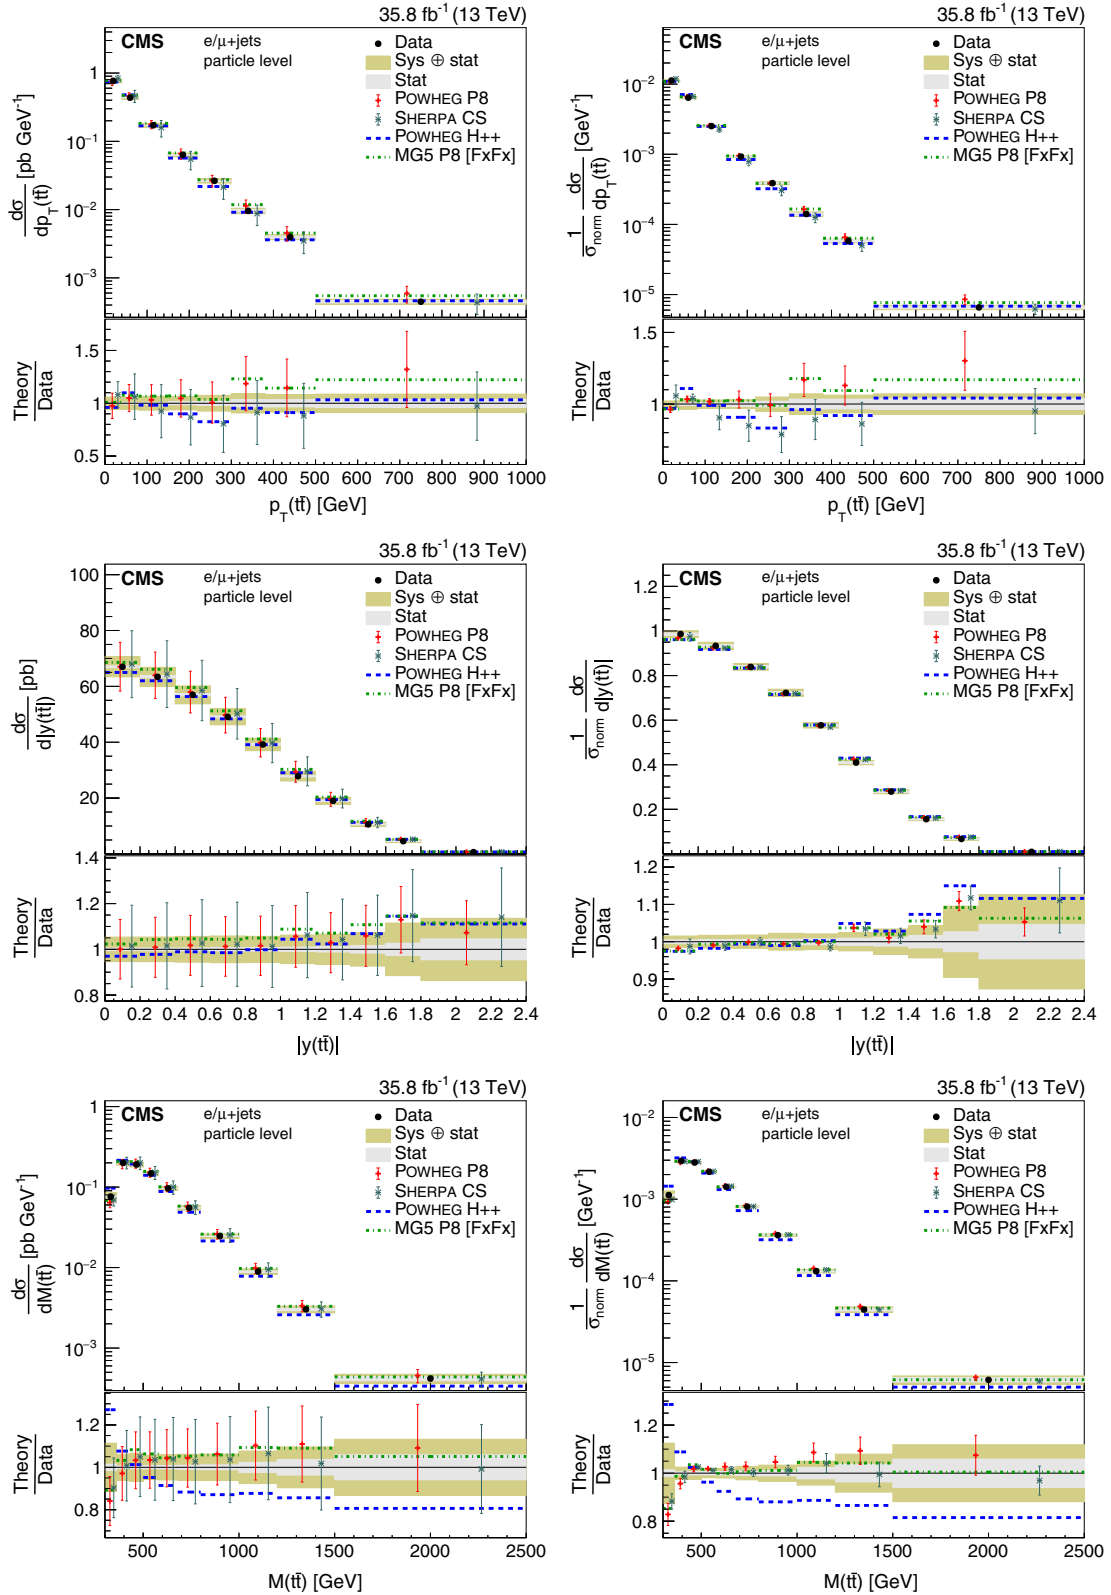 35.8 fb⁻¹ (13 TeV)
CMS
e/μ+jets
particle level
Data
Sys ⊕ stat
Stat
POWHEG P8
SHERPA CS
POWHEG H++
MG5 P8 [FxFx]
dσ/dp_T(tt̄) [pb GeV⁻¹]
1
10⁻¹
10⁻²
10⁻³
Theory/Data
1.5
1
0.5
0 100 200 300 400 500 600 700 800 900 1000
p_T(tt̄) [GeV]
35.8 fb⁻¹ (13 TeV)
CMS
e/μ+jets
particle level
Data
Sys ⊕ stat
Stat
POWHEG P8
SHERPA CS
POWHEG H++
MG5 P8 [FxFx]
1/σ_norm dσ/dp_T(tt̄) [GeV⁻¹]
10⁻²
10⁻³
10⁻⁴
10⁻⁵
Theory/Data
1.5
1
0 100 200 300 400 500 600 700 800 900 1000
p_T(tt̄) [GeV]
35.8 fb⁻¹ (13 TeV)
CMS
e/μ+jets
particle level
Data
Sys ⊕ stat
Stat
POWHEG P8
SHERPA CS
POWHEG H++
MG5 P8 [FxFx]
dσ/d|y(tt̄)| [pb]
100
80
60
40
20
Theory/Data
1.4
1.2
1
0.8
0 0.2 0.4 0.6 0.8 1 1.2 1.4 1.6 1.8 2 2.2 2.4
|y(tt̄)|
35.8 fb⁻¹ (13 TeV)
CMS
e/μ+jets
particle level
Data
Sys ⊕ stat
Stat
POWHEG P8
SHERPA CS
POWHEG H++
MG5 P8 [FxFx]
1/σ_norm dσ/d|y(tt̄)|
1.2
1
0.8
0.6
0.4
0.2
0
Theory/Data
1.2
1.1
1
0.9
0 0.2 0.4 0.6 0.8 1 1.2 1.4 1.6 1.8 2 2.2 2.4
|y(tt̄)|
35.8 fb⁻¹ (13 TeV)
CMS
e/μ+jets
particle level
Data
Sys ⊕ stat
Stat
POWHEG P8
SHERPA CS
POWHEG H++
MG5 P8 [FxFx]
dσ/dM(tt̄) [pb GeV⁻¹]
1
10⁻¹
10⁻²
10⁻³
Theory/Data
1.2
1
0.8
500 1000 1500 2000 2500
M(tt̄) [GeV]
35.8 fb⁻¹ (13 TeV)
CMS
e/μ+jets
particle level
Data
Sys ⊕ stat
Stat
POWHEG P8
SHERPA CS
POWHEG H++
MG5 P8 [FxFx]
1/σ_norm dσ/dM(tt̄) [GeV⁻¹]
10⁻²
10⁻³
10⁻⁴
10⁻⁵
Theory/Data
1.2
1
0.8
500 1000 1500 2000 2500
M(tt̄) [GeV]